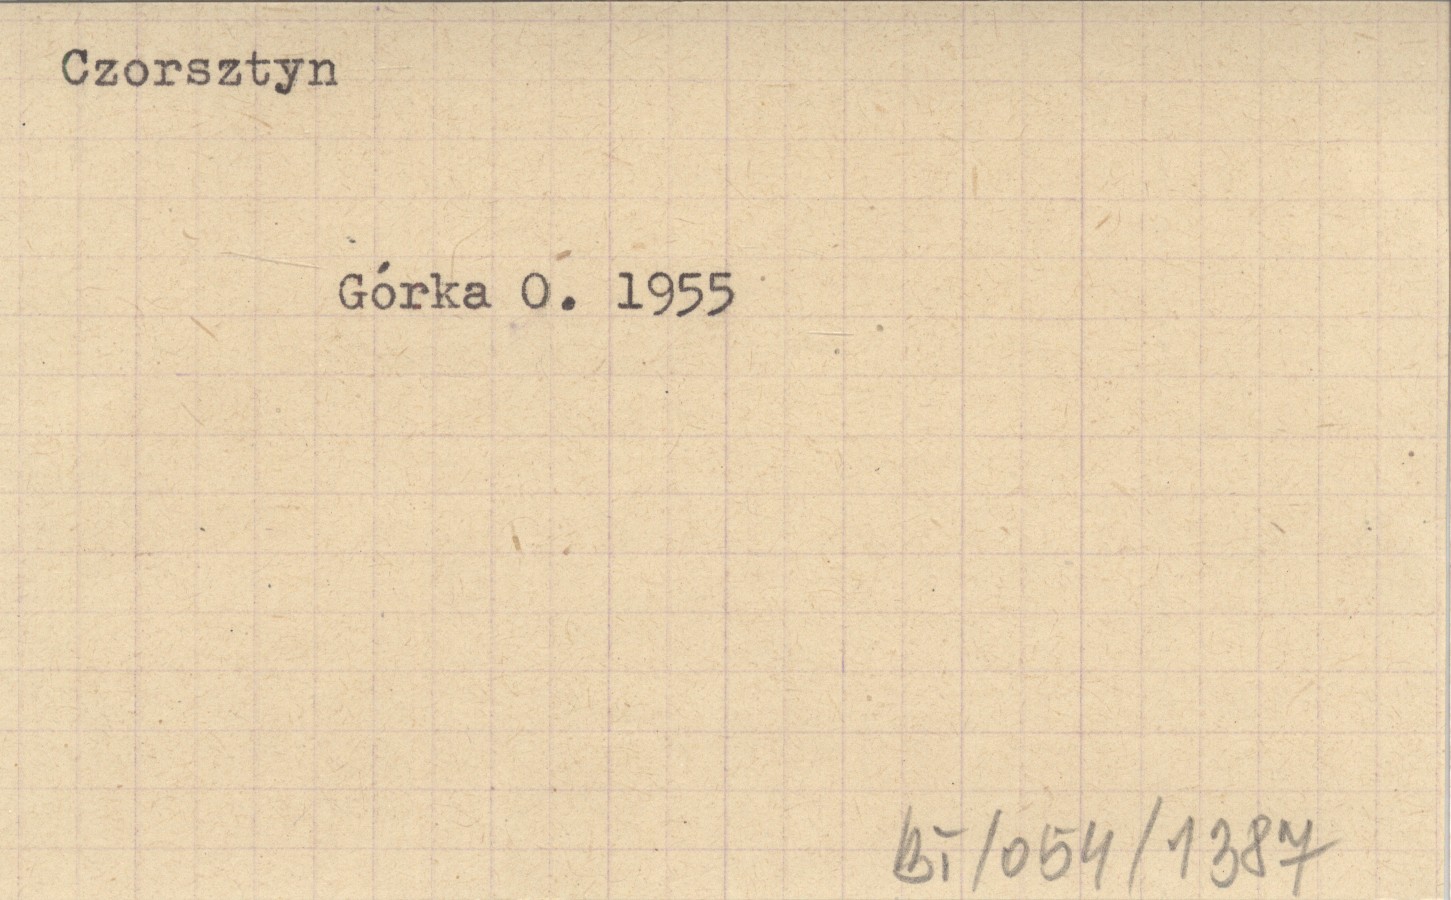 Czorsztyn
Górka O. 1955
BI/054/1387